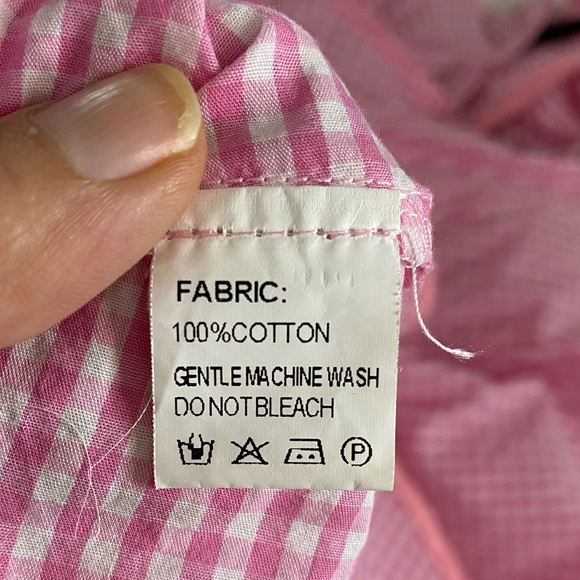 FABRIC:
100%COTTON
GENTLE MACHINE WASH
DO NOT BLEACH
P